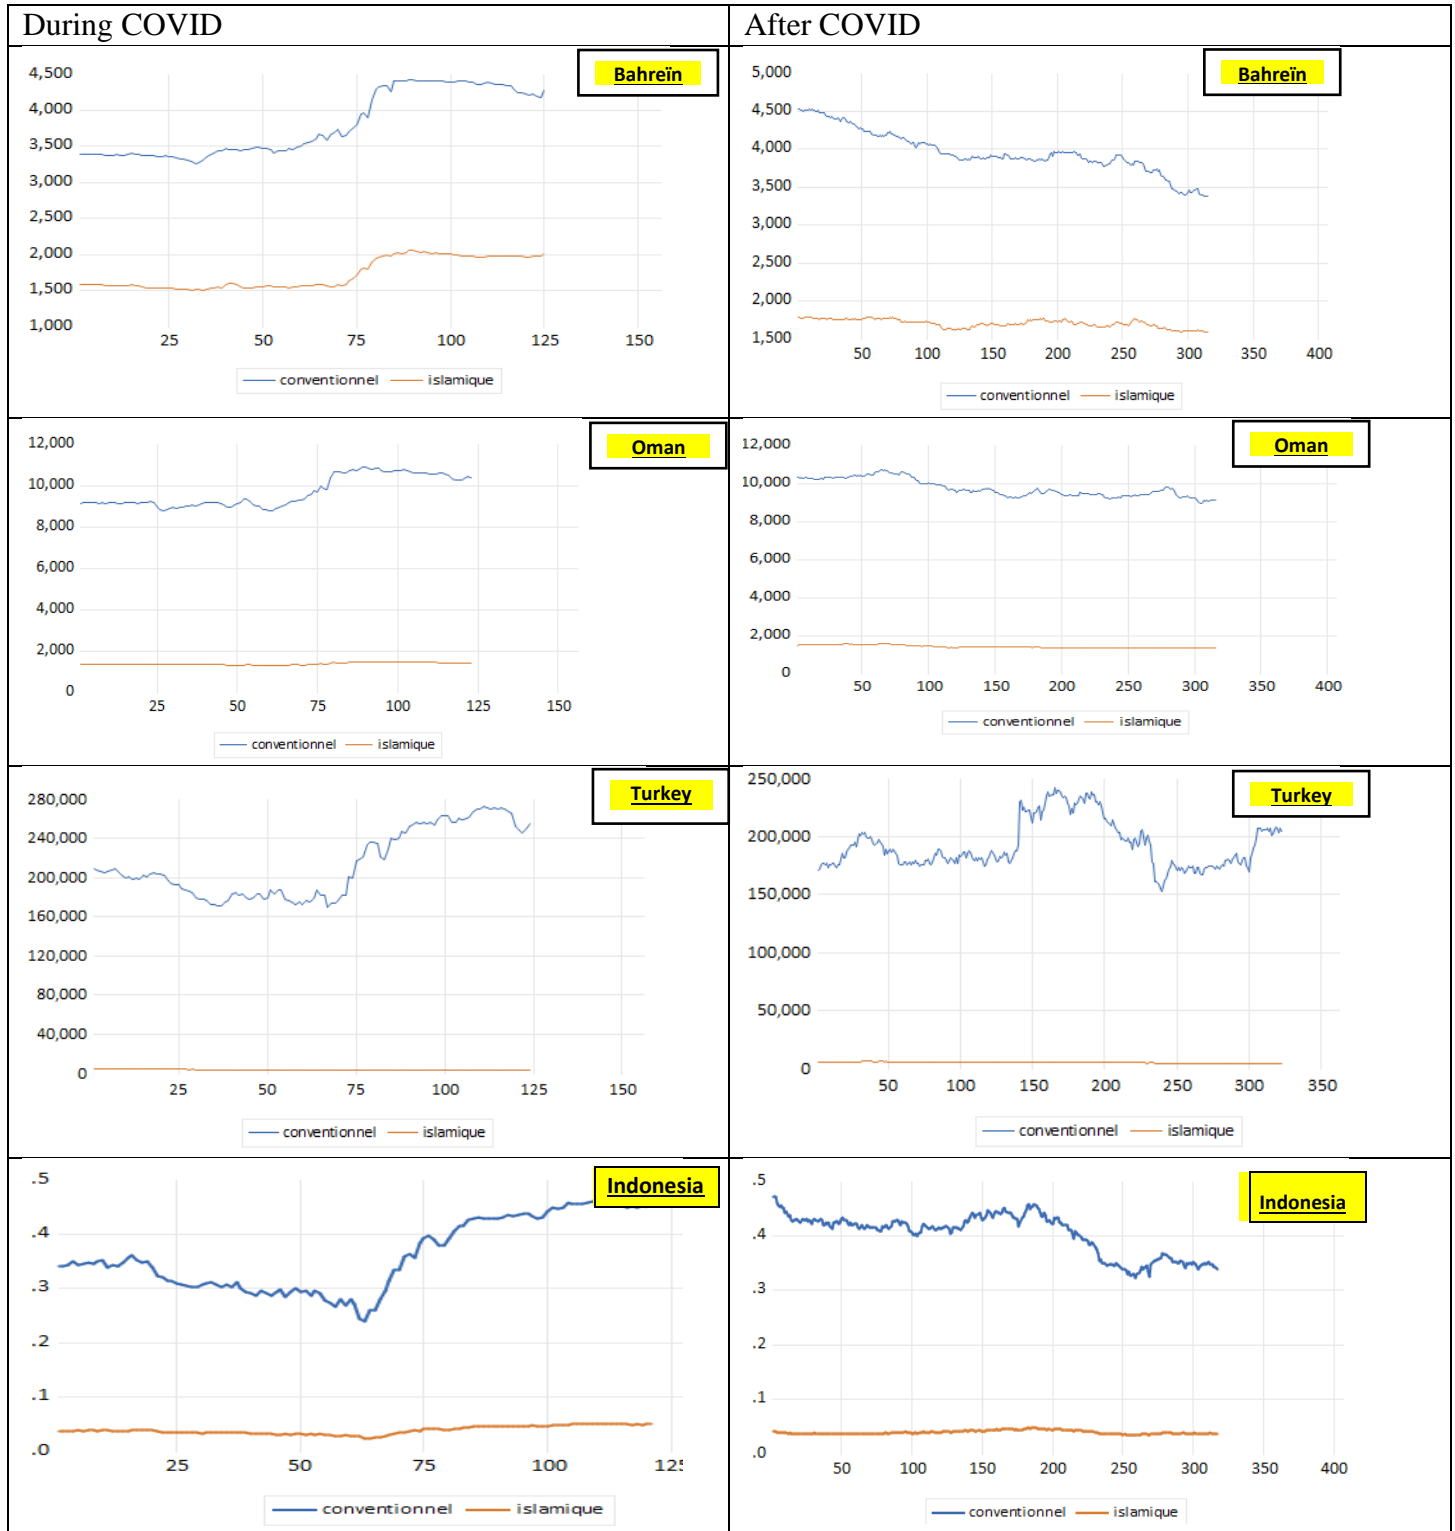 During COVID
After COVID
Bahreïn
4,500
4,000
3,500
3,000
2,500
2,000
1,500
1,000
25 50 75 100 125 150
conventionnel islamique
Bahreïn
5,000
4,500
4,000
3,500
3,000
2,500
2,000
1,500
50 100 150 200 250 300 350 400
conventionnel islamique
Oman
12,000
10,000
8,000
6,000
4,000
2,000
0
25 50 75 100 125 150
conventionnel islamique
Oman
12,000
10,000
8,000
6,000
4,000
2,000
0
50 100 150 200 250 300 350 400
conventionnel islamique
Turkey
280,000
240,000
200,000
160,000
120,000
80,000
40,000
0
25 50 75 100 125 150
conventionnel islamique
Turkey
250,000
200,000
150,000
100,000
50,000
0
50 100 150 200 250 300 350
conventionnel islamique
Indonesia
.5
.4
.3
.2
.1
.0
25 50 75 100 125
conventionnel islamique
Indonesia
.5
.4
.3
.2
.1
.0
50 100 150 200 250 300 350 400
conventionnel islamique